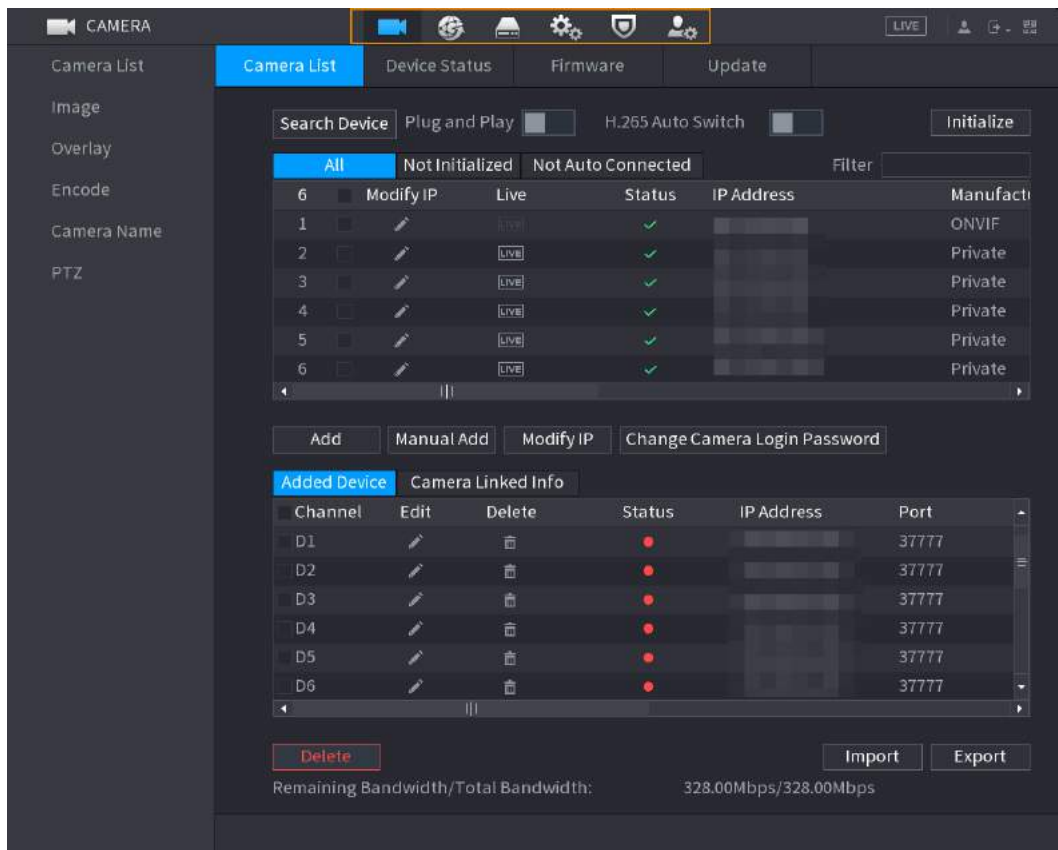 CAMERA LIVE
Camera List
Image
Overlay
Encode
Camera Name
PTZ
Camera List Device Status Firmware Update
Search Device Plug and Play H.265 Auto Switch Initialize
All Not Initialized Not Auto Connected Filter
6 Modify IP Live Status IP Address Manufactu
1 LIVE ONVIF
2 LIVE Private
3 LIVE Private
4 LIVE Private
5 LIVE Private
6 LIVE Private
Add Manual Add Modify IP Change Camera Login Password
Added Device Camera Linked Info
Channel Edit Delete Status IP Address Port
D1 37777
D2 37777
D3 37777
D4 37777
D5 37777
D6 37777
Delete Import Export
Remaining Bandwidth/Total Bandwidth: 328.00Mbps/328.00Mbps